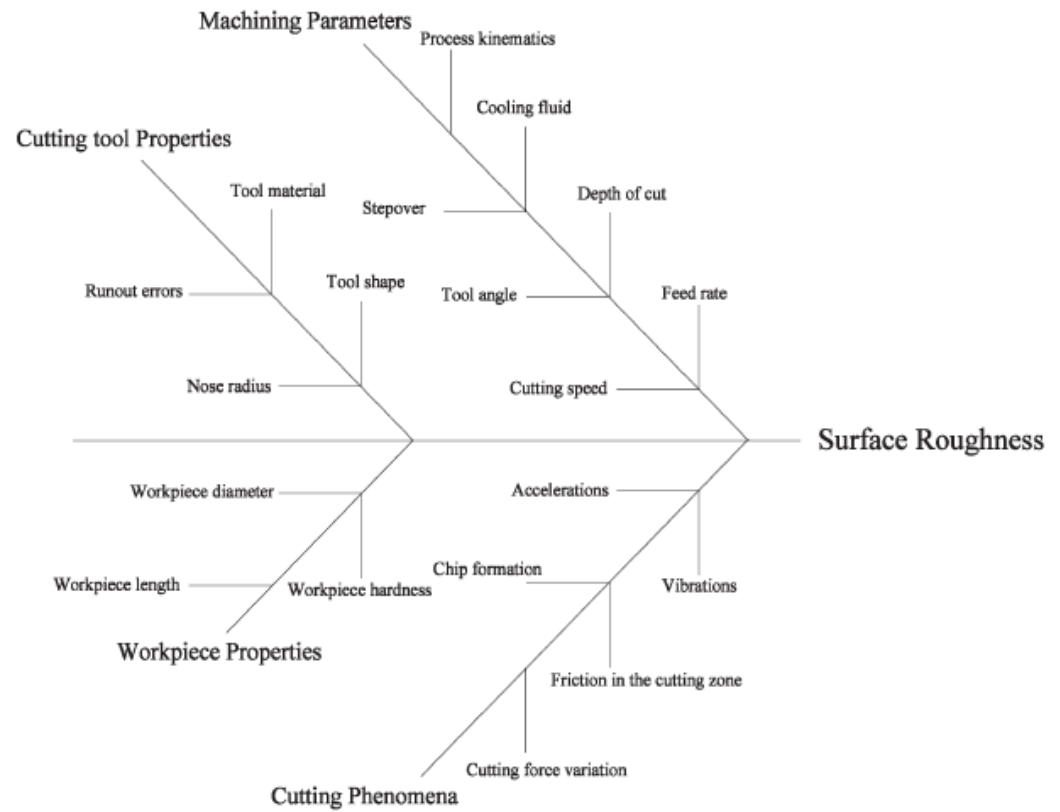 Machining Parameters
Process kinematics
Cooling fluid
Cutting tool Properties
Tool material
Stepover
Depth of cut
Runout errors
Tool shape
Tool angle
Feed rate
Nose radius
Cutting speed
Surface Roughness
Workpiece diameter
Accelerations
Chip formation
Workpiece length
Workpiece hardness
Vibrations
Workpiece Properties
Friction in the cutting zone
Cutting force variation
Cutting Phenomena